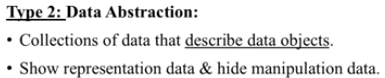 Type 2: Data Abstraction:
• Collections of data that describe data objects.
• Show representation data & hide manipulation data.